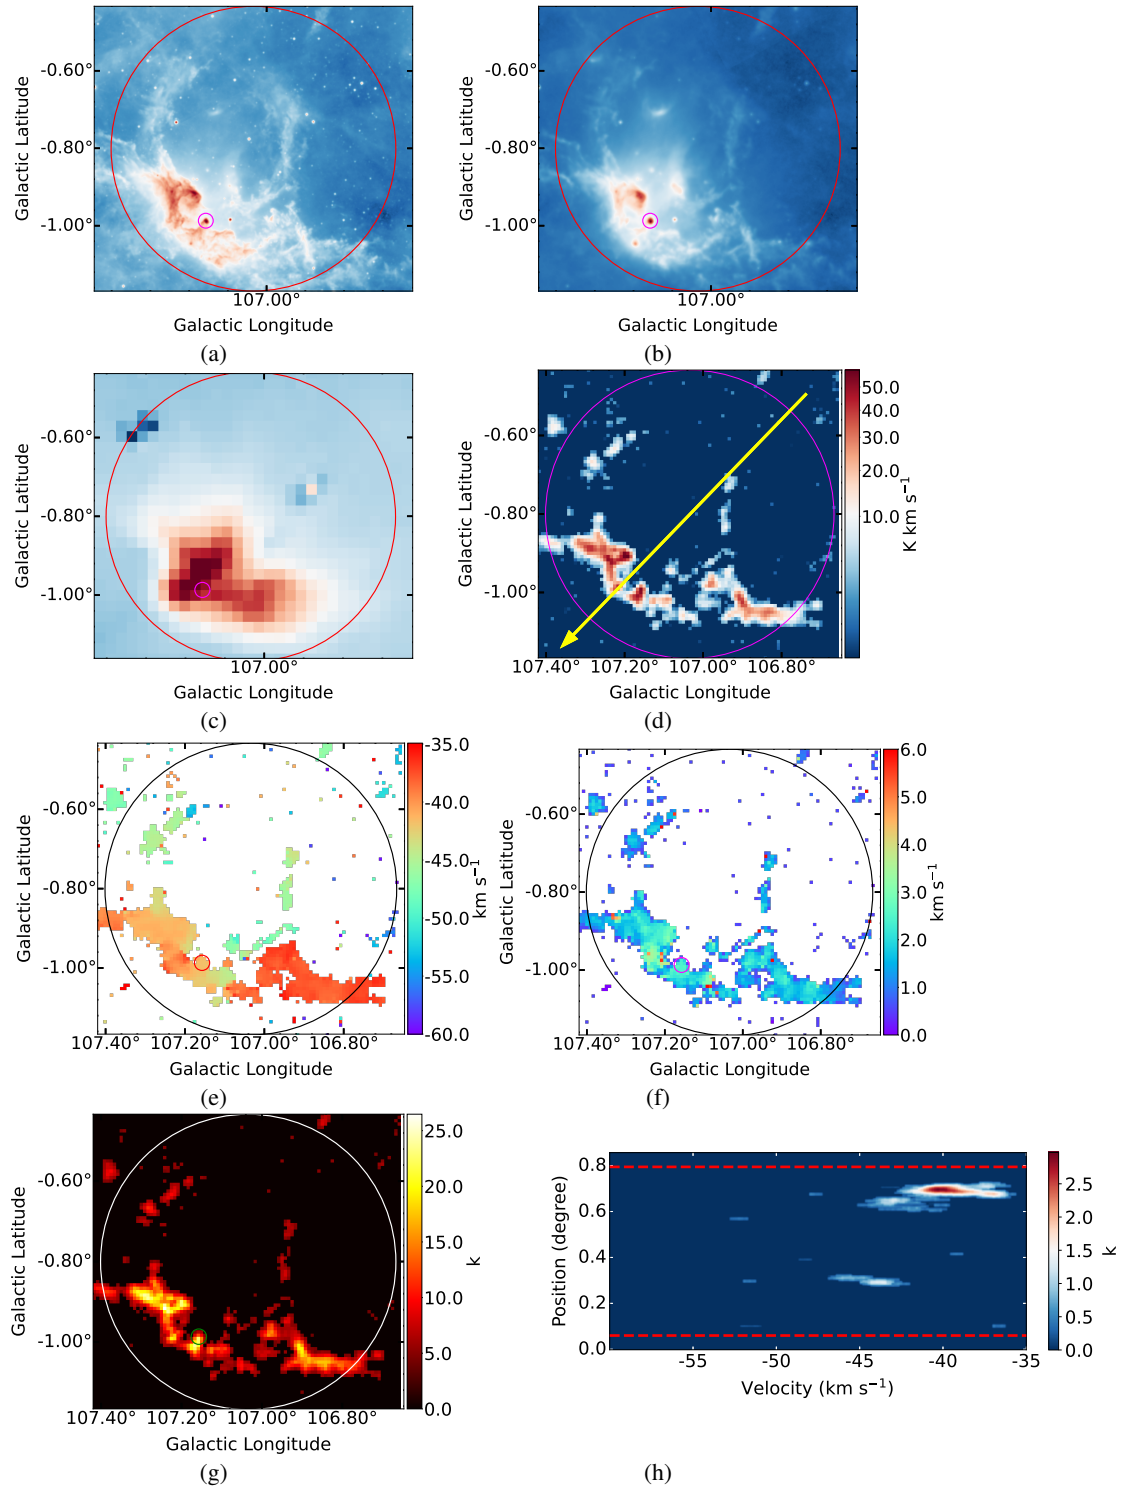 -0.60°
-0.80°
-1.00°
Galactic Latitude
107.00°
Galactic Longitude
(a)
-0.60°
-0.80°
-1.00°
Galactic Latitude
107.00°
Galactic Longitude
(b)
-0.60°
-0.80°
-1.00°
Galactic Latitude
107.00°
Galactic Longitude
(c)
-0.60°
-0.80°
-1.00°
Galactic Latitude
107.40° 107.20° 107.00° 106.80°
Galactic Longitude
50.0
40.0
30.0
20.0
10.0
K km s⁻¹
(d)
-0.60°
-0.80°
-1.00°
Galactic Latitude
107.40° 107.20° 107.00° 106.80°
Galactic Longitude
-35.0
-40.0
-45.0
-50.0
-55.0
-60.0
km s⁻¹
(e)
-0.60°
-0.80°
-1.00°
Galactic Latitude
107.40° 107.20° 107.00° 106.80°
Galactic Longitude
6.0
5.0
4.0
3.0
2.0
1.0
0.0
km s⁻¹
(f)
-0.60°
-0.80°
-1.00°
Galactic Latitude
107.40° 107.20° 107.00° 106.80°
Galactic Longitude
25.0
20.0
15.0
10.0
5.0
0.0
k
(g)
0.8
0.6
0.4
0.2
0.0
Position (degree)
-55 -50 -45 -40 -35
Velocity (km s⁻¹)
2.5
2.0
1.5
1.0
0.5
0.0
k
(h)